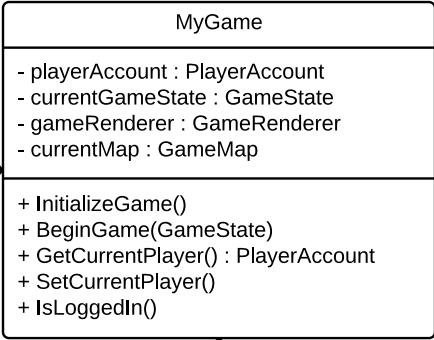 MyGame
- playerAccount : PlayerAccount
- currentGameState : GameState
- gameRenderer : GameRenderer
- currentMap : GameMap
+ InitializeGame()
+ BeginGame(GameState)
+ GetCurrentPlayer() : PlayerAccount
+ SetCurrentPlayer()
+ IsLoggedIn()